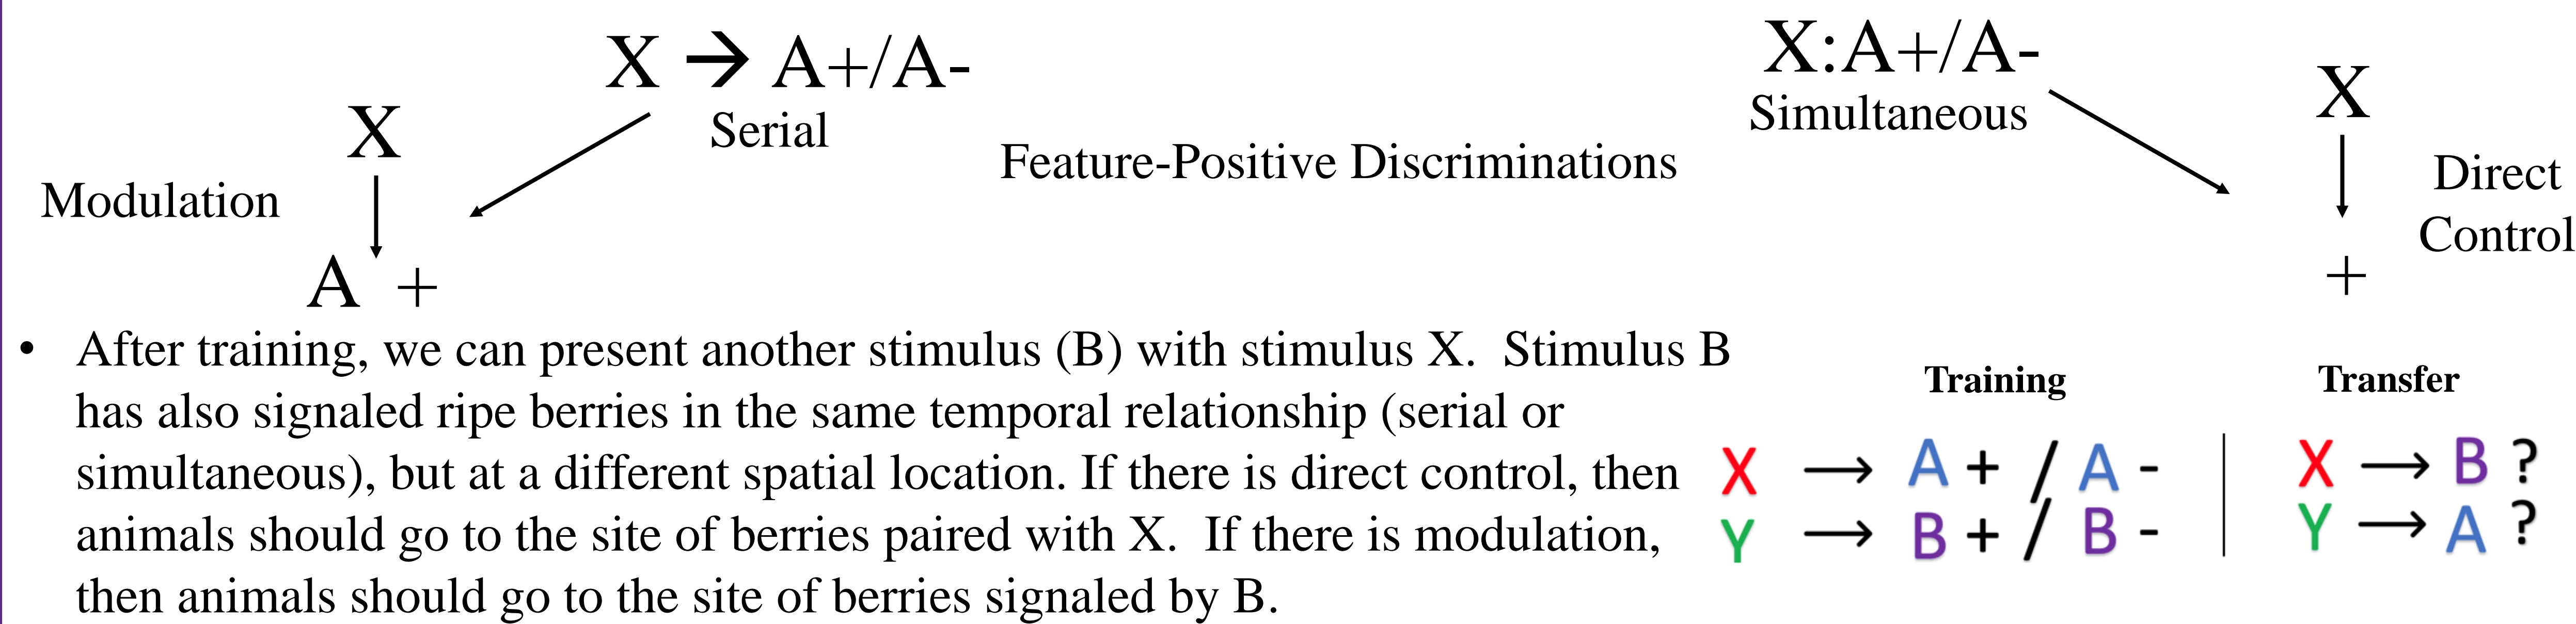 X → A+/A-
Serial
X
Modulation
A +
Feature-Positive Discriminations
X:A+/A-
Simultaneous
X
Direct
Control
+
• After training, we can present another stimulus (B) with stimulus X.  Stimulus B
has also signaled ripe berries in the same temporal relationship (serial or
simultaneous), but at a different spatial location. If there is direct control, then
animals should go to the site of berries paired with X.  If there is modulation,
then animals should go to the site of berries signaled by B.
Training
X → A + / A -
Y → B + / B -
Transfer
X → B ?
Y → A ?